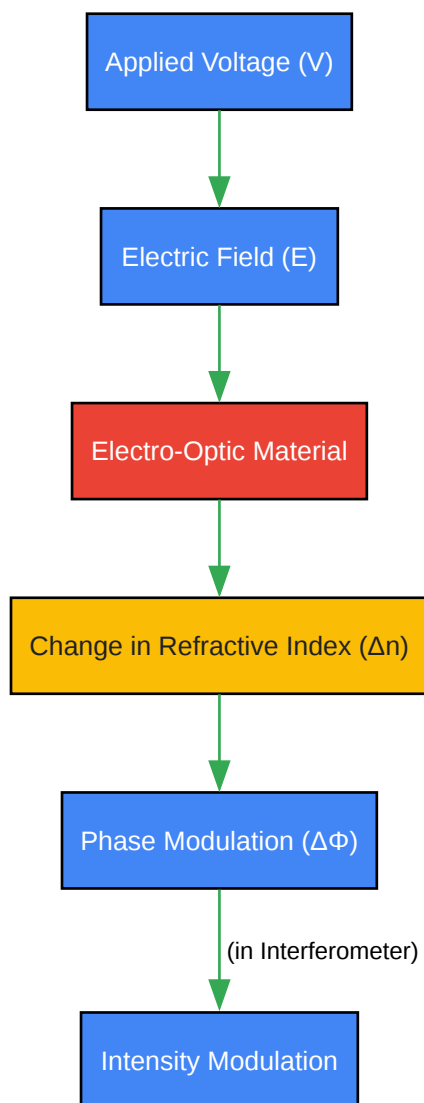 Applied Voltage (V)
Electric Field (E)
Electro-Optic Material
Change in Refractive Index (Δn)
Phase Modulation (ΔΦ)
(in Interferometer)
Intensity Modulation